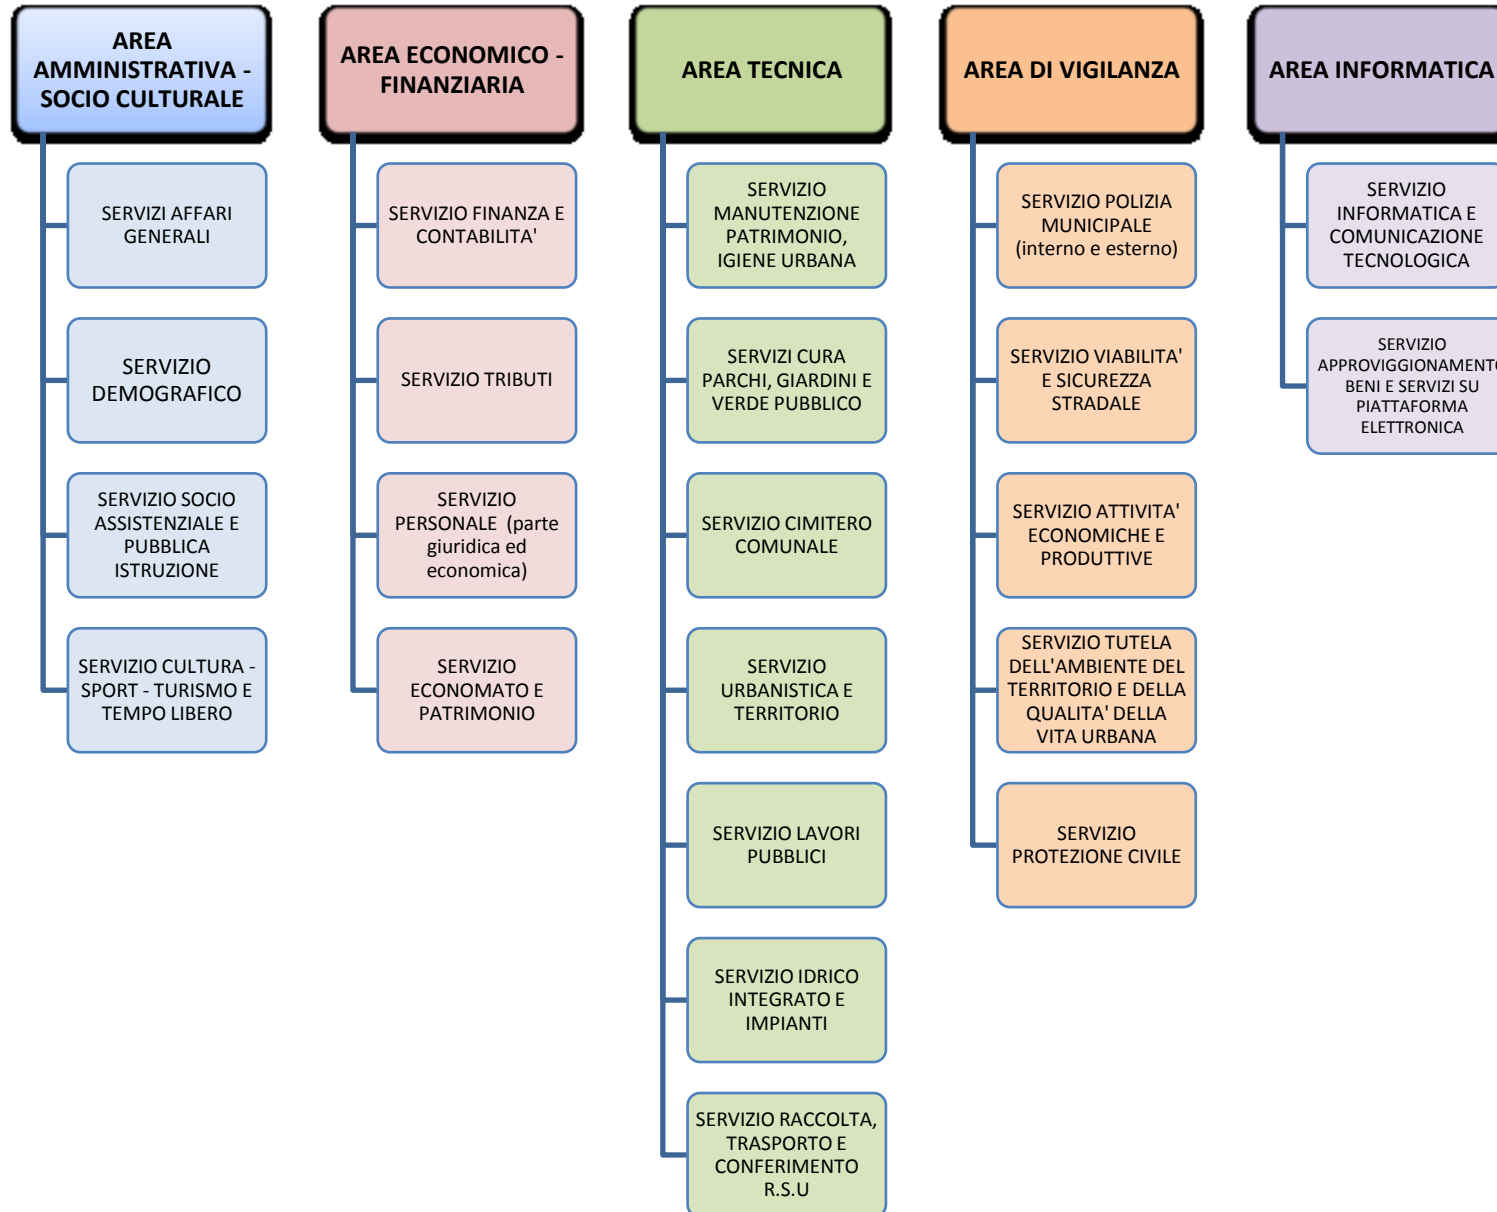 AREA
AMMINISTRATIVA -
SOCIO CULTURALE
SERVIZI AFFARI
GENERALI
SERVIZIO
DEMOGRAFICO
SERVIZIO SOCIO
ASSISTENZIALE E
PUBBLICA
ISTRUZIONE
SERVIZIO CULTURA -
SPORT - TURISMO E
TEMPO LIBERO
AREA ECONOMICO -
FINANZIARIA
SERVIZIO FINANZA E
CONTABILITA'
SERVIZIO TRIBUTI
SERVIZIO
PERSONALE (parte
giuridica ed
economica)
SERVIZIO
ECONOMATO E
PATRIMONIO
AREA TECNICA
SERVIZIO
MANUTENZIONE
PATRIMONIO,
IGIENE URBANA
SERVIZI CURA
PARCHI, GIARDINI E
VERDE PUBBLICO
SERVIZIO CIMITERO
COMUNALE
SERVIZIO
URBANISTICA E
TERRITORIO
SERVIZIO LAVORI
PUBBLICI
SERVIZIO IDRICO
INTEGRATO E
IMPIANTI
SERVIZIO RACCOLTA,
TRASPORTO E
CONFERIMENTO
R.S.U
AREA DI VIGILANZA
SERVIZIO POLIZIA
MUNICIPALE
(interno e esterno)
SERVIZIO VIABILITA'
E SICUREZZA
STRADALE
SERVIZIO ATTIVITA'
ECONOMICHE E
PRODUTTIVE
SERVIZIO TUTELA
DELL'AMBIENTE DEL
TERRITORIO E DELLA
QUALITA' DELLA
VITA URBANA
SERVIZIO
PROTEZIONE CIVILE
AREA INFORMATICA
SERVIZIO
INFORMATICA E
COMUNICAZIONE
TECNOLOGICA
SERVIZIO
APPROVIGGIONAMENTO
BENI E SERVIZI SU
PIATTAFORMA
ELETTRONICA